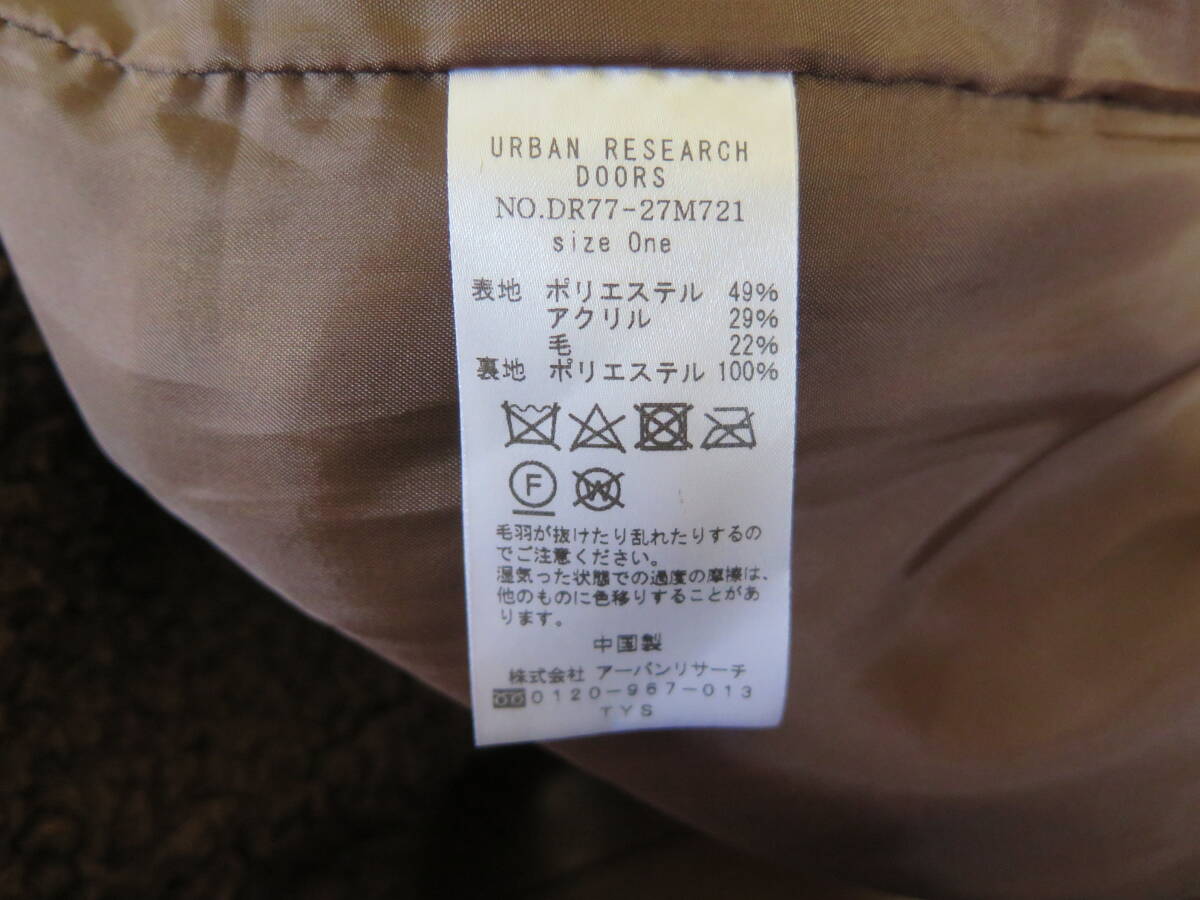 URBAN RESEARCH
DOORS
NO.DR77-27M721
size One
表地 ポリエステル 49%
アクリル 29%
毛 22%
裏地 ポリエステル 100%
F W
毛羽が抜けたり乱れたりするの
でご注意ください。
湿気った状態での過度の摩擦は、
他のものに色移りすることがあ
ります。
中国製
株式会社 アーバンリサーチ
0120-967-013
TYS